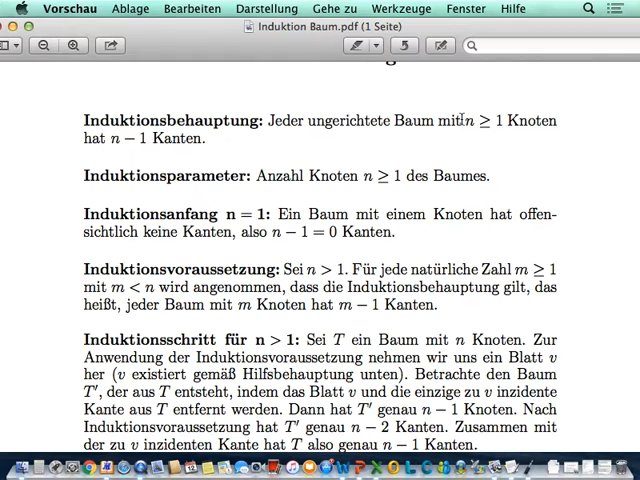 Vorschau Ablage Bearbeiten Darstellung Gehe zu Werkzeuge Fenster Hilfe
Induktion Baum.pdf (1 Seite)
Induktionsbehauptung: Jeder ungerichtete Baum mit n ≥ 1 Knoten
hat n − 1 Kanten.
Induktionsparameter: Anzahl Knoten n ≥ 1 des Baumes.
Induktionsanfang n = 1: Ein Baum mit einem Knoten hat offen-
sichtlich keine Kanten, also n − 1 = 0 Kanten.
Induktionsvoraussetzung: Sei n > 1. Für jede natürliche Zahl m ≥ 1
mit m < n wird angenommen, dass die Induktionsbehauptung gilt, das
heißt, jeder Baum mit m Knoten hat m − 1 Kanten.
Induktionsschritt für n > 1: Sei T ein Baum mit n Knoten. Zur
Anwendung der Induktionsvoraussetzung nehmen wir uns ein Blatt v
her (v existiert gemäß Hilfsbehauptung unten). Betrachte den Baum
T′, der aus T entsteht, indem das Blatt v und die einzige zu v inzidente
Kante aus T entfernt werden. Dann hat T′ genau n − 1 Knoten. Nach
Induktionsvoraussetzung hat T′ genau n − 2 Kanten. Zusammen mit
der zu v inzidenten Kante hat T also genau n − 1 Kanten.